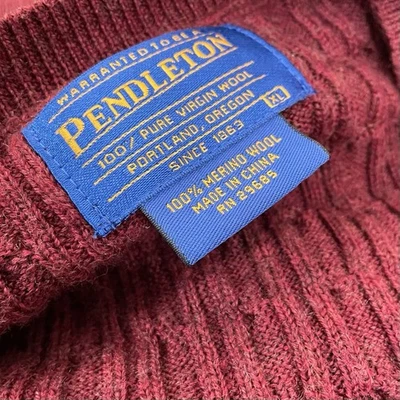 WARRANTED TO BE A
PENDLETON
100% PURE VIRGIN WOOL
PORTLAND, OREGON
SINCE 1863
XL
100% MERINO WOOL
MADE IN CHINA
RN 29685